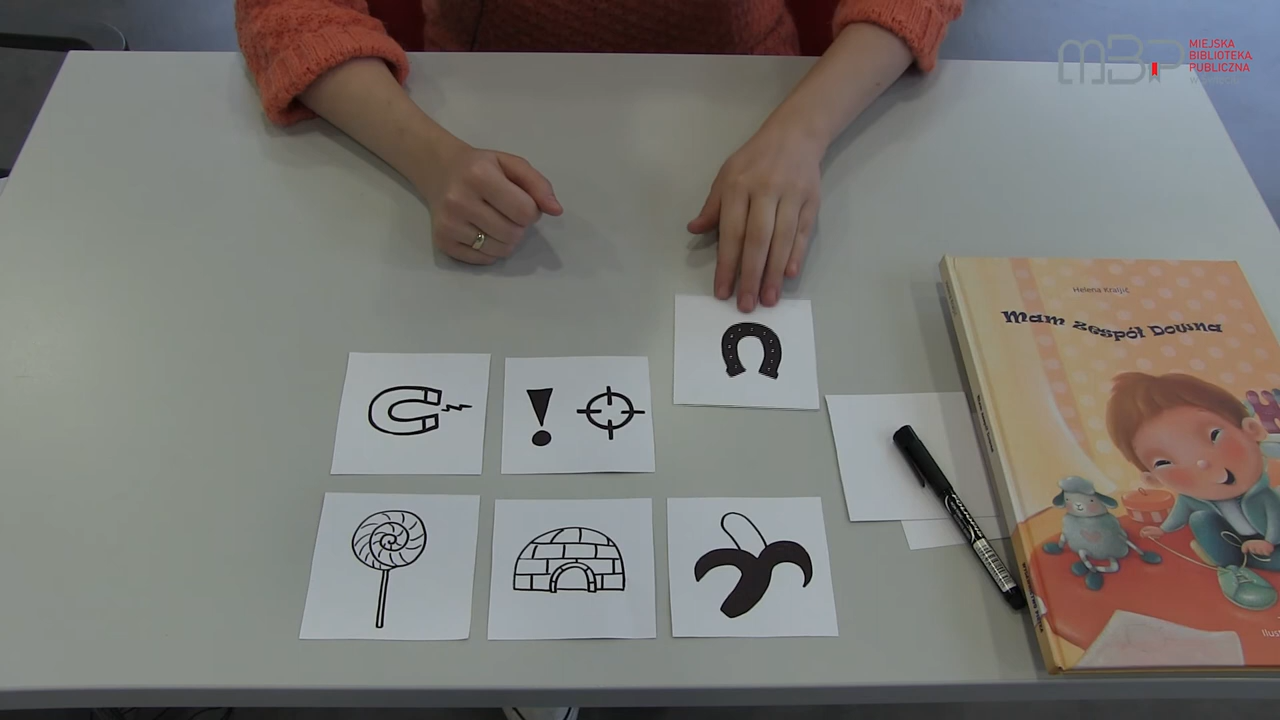 MIEJSKA
BIBLIOTEKA
PUBLICZNA
Helena Kraljič
Mam zespół Downa